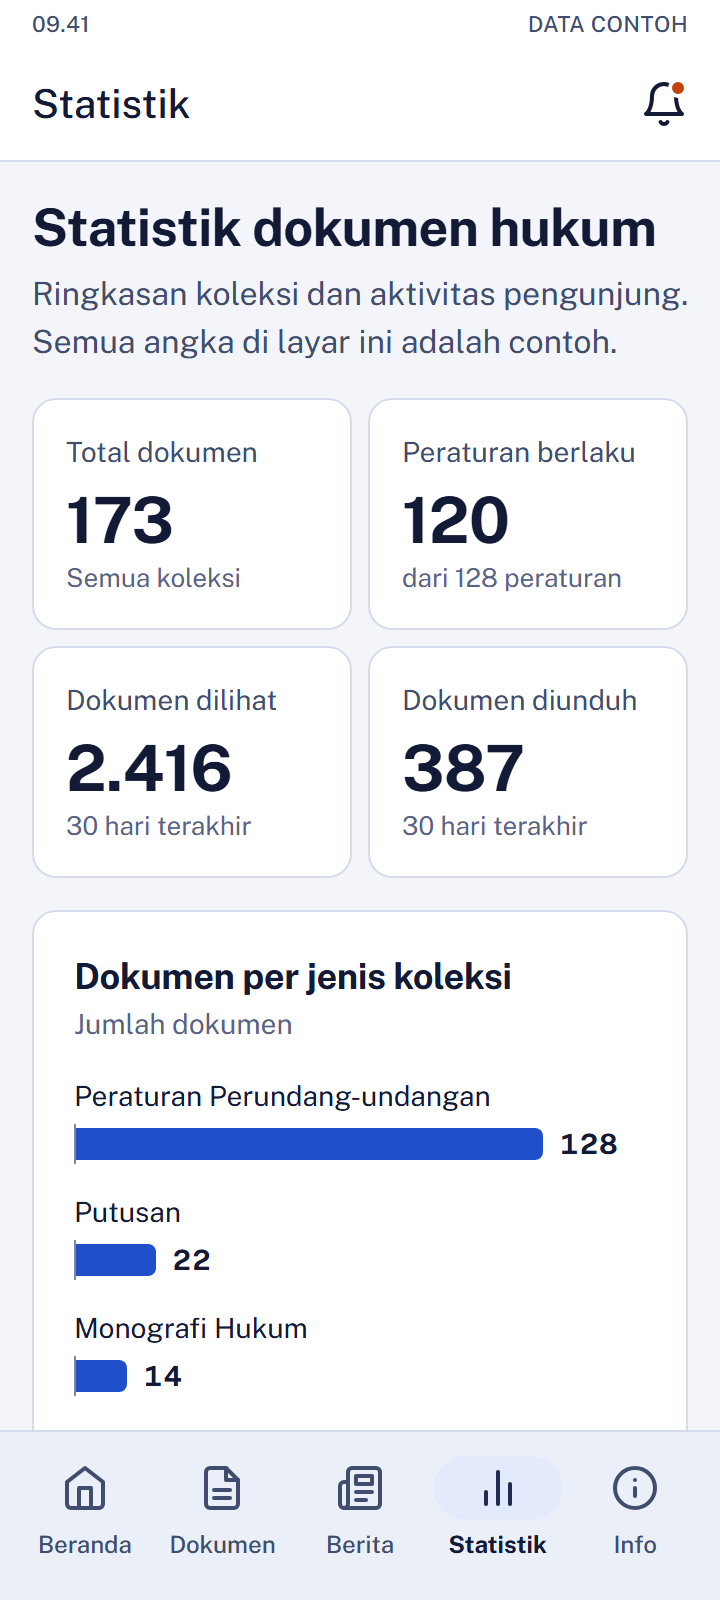 09.41
DATA CONTOH
Statistik
Statistik dokumen hukum
Ringkasan koleksi dan aktivitas pengunjung.
Semua angka di layar ini adalah contoh.
Total dokumen
173
Semua koleksi
Peraturan berlaku
120
dari 128 peraturan
Dokumen dilihat
2.416
30 hari terakhir
Dokumen diunduh
387
30 hari terakhir
Dokumen per jenis koleksi
Jumlah dokumen
Peraturan Perundang-undangan
128
Putusan
22
Monografi Hukum
14
Beranda
Dokumen
Berita
Statistik
Info